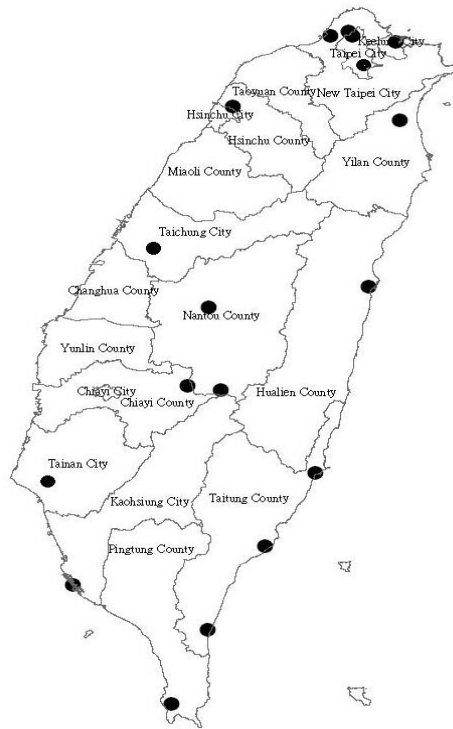 Keelung City
Taipei City
Taoyuan County
New Taipei City
Hsinchu City
Hsinchu County
Yilan County
Miaoli County
Taichung City
Changhua County
Nantou County
Yunlin County
Chiayi City
Chiayi County
Hualien County
Tainan City
Kaohsiung City
Taitung County
Pingtung County